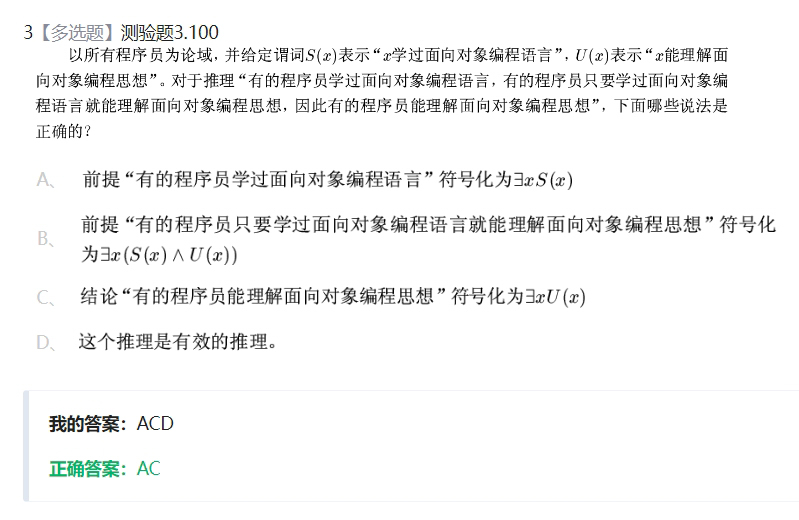 3【多选题】测验题3.100
以所有程序员为论域, 并给定谓词S(x)表示“x学过面向对象编程语言”, U(x)表示“x能理解面
向对象编程思想”。对于推理“有的程序员学过面向对象编程语言, 有的程序员只要学过面向对象编
程语言就能理解面向对象编程思想, 因此有的程序员能理解面向对象编程思想”, 下面哪些说法是
正确的?
A、 前提“有的程序员学过面向对象编程语言”符号化为∃xS(x)
B、 前提“有的程序员只要学过面向对象编程语言就能理解面向对象编程思想”符号化
为∃x(S(x)∧U(x))
C、 结论“有的程序员能理解面向对象编程思想”符号化为∃xU(x)
D、 这个推理是有效的推理。
我的答案：ACD
正确答案：AC